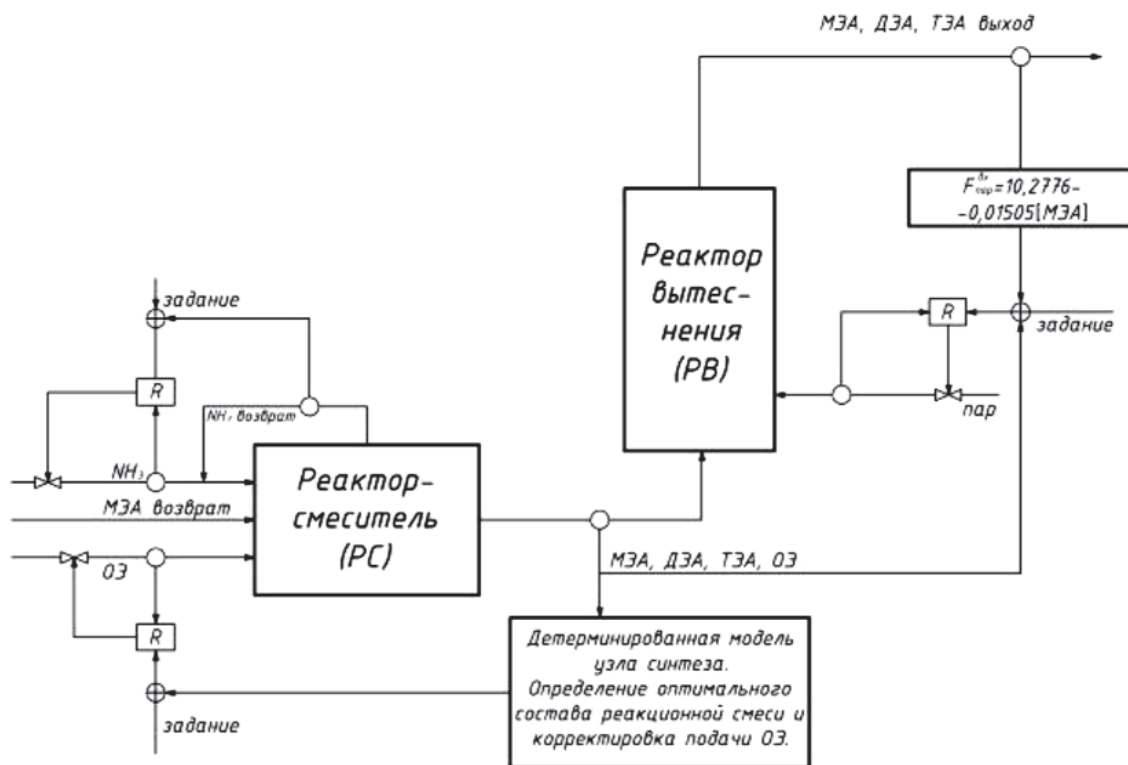 МЭА, ДЭА, ТЭА выход
Fпар^вх=10,2776-
-0,01505[МЭА]
Реактор
вытес-
нения
(РВ)
задание
R
задание
R
пар
NH₃ возврат
NH₃
Реактор-
смеситель
(РС)
МЭА возврат
ОЭ
МЭА, ДЭА, ТЭА, ОЭ
R
Детерминированная модель
узла синтеза.
Определение оптимального
состава реакционной смеси и
корректировка подачи ОЭ.
задание